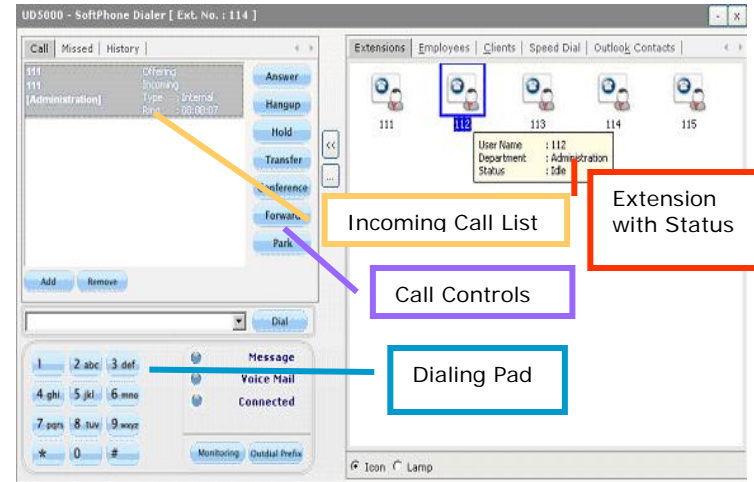 UD5000 - SoftPhone Dialer [ Ext. No. : 114 ]
Call Missed History
111 Offering
111 Incoming
[Administration] Type : Internal
Ring : 00:00:07
Answer
Hangup
Hold
Transfer
Conference
Forward
Park
Add Remove
Dial
1 2 abc 3 def
4 ghi 5 jkl 6 mno
7 pqrs 8 tuv 9 wxyz
* 0 #
Message
Voice Mail
Connected
Monitoring Outdial Prefix
<<
...
Extensions Employees Clients Speed Dial Outlook Contacts
111 112 113 114 115
User Name : 112
Department : Administration
Status : Idle
Incoming Call List
Extension
with Status
Call Controls
Dialing Pad
Icon Lamp